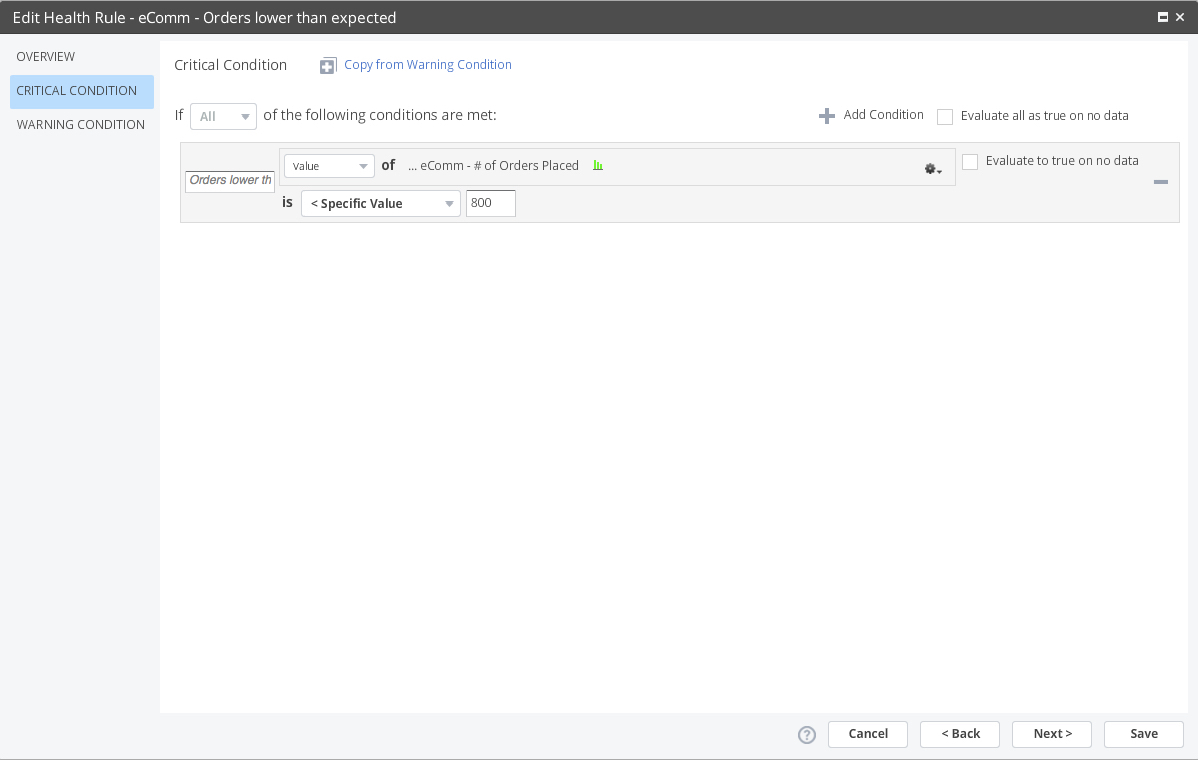 Edit Health Rule - eComm - Orders lower than expected
OVERVIEW
CRITICAL CONDITION
WARNING CONDITION
Critical Condition Copy from Warning Condition
If All of the following conditions are met: Add Condition Evaluate all as true on no data
Orders lower th
Value of ... eComm - # of Orders Placed Evaluate to true on no data
is < Specific Value 800
? Cancel < Back Next > Save